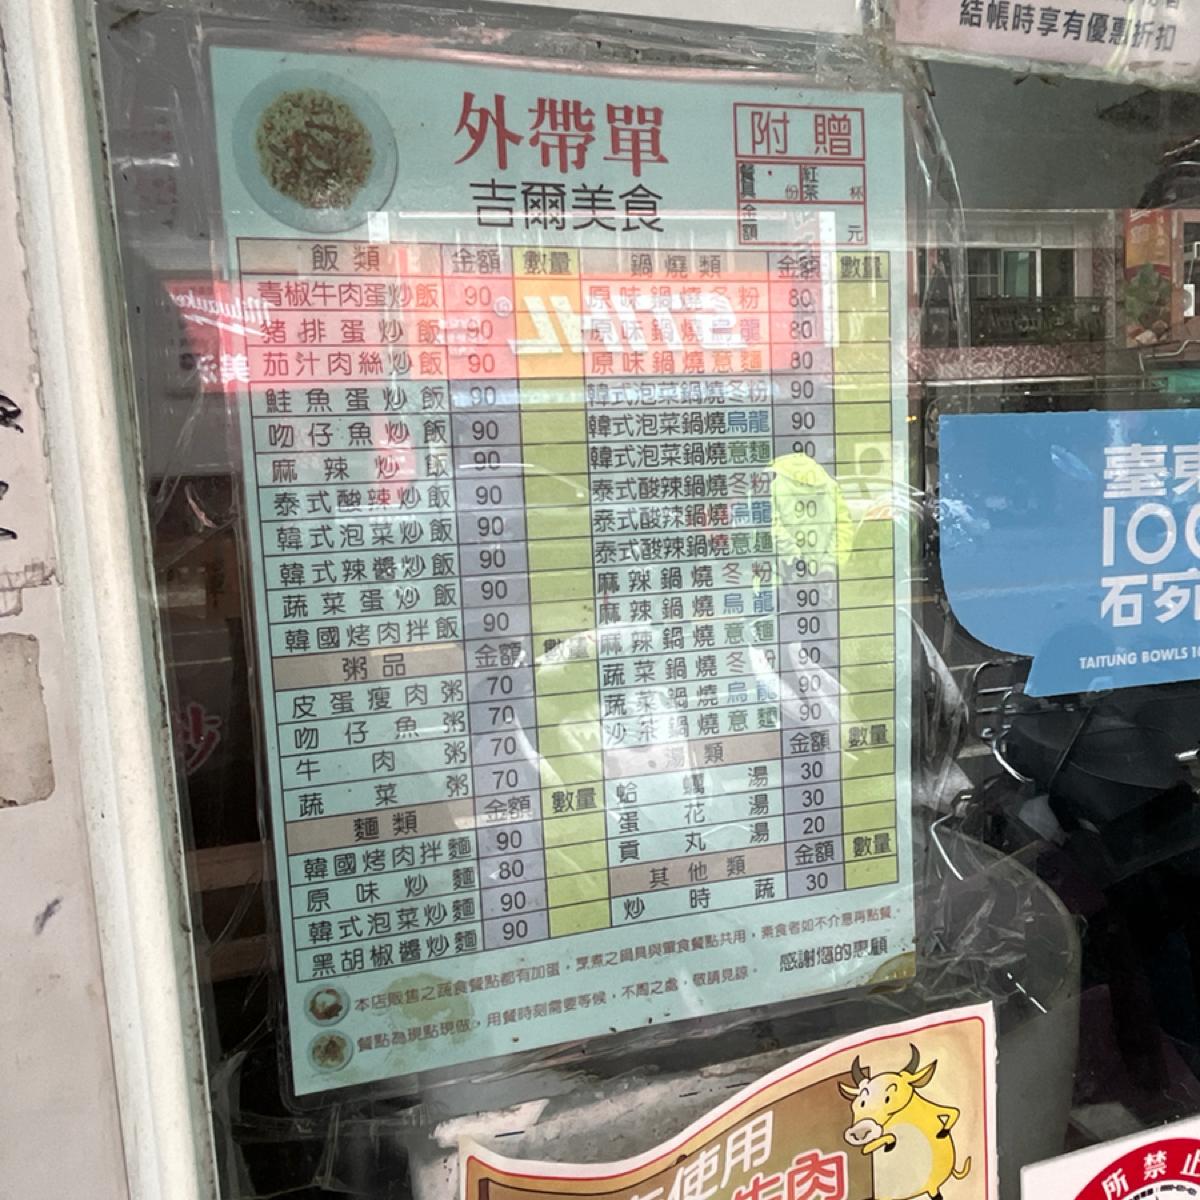 結帳時享有優惠折扣
外帶單
吉爾美食
附贈
餐具 份 紅茶 杯
金額 元
飯類 金額 數量
青椒牛肉蛋炒飯 90
豬排蛋炒飯 90
茄汁肉絲炒飯 90
鮭魚蛋炒飯 90
吻仔魚炒飯 90
麻辣炒飯 90
泰式酸辣炒飯 90
韓式泡菜炒飯 90
韓式辣醬炒飯 90
蔬菜蛋炒飯 90
韓國烤肉拌飯 90
粥品 金額 數量
皮蛋瘦肉粥 70
吻仔魚粥 70
牛肉粥 70
蔬菜粥 70
麵類 金額 數量
韓國烤肉拌麵 90
原味炒麵 80
韓式泡菜炒麵 90
黑胡椒醬炒麵 90
鍋燒類 金額 數量
原味鍋燒冬粉 80
原味鍋燒烏龍 80
原味鍋燒意麵 80
韓式泡菜鍋燒冬粉 90
韓式泡菜鍋燒烏龍 90
韓式泡菜鍋燒意麵 90
泰式酸辣鍋燒冬粉 90
泰式酸辣鍋燒烏龍 90
泰式酸辣鍋燒意麵 90
麻辣鍋燒冬粉 90
麻辣鍋燒烏龍 90
麻辣鍋燒意麵 90
蔬菜鍋燒冬粉 90
蔬菜鍋燒烏龍 90
沙茶鍋燒意麵 90
湯類 金額 數量
蛤蠣湯 30
蛋花湯 30
貢丸湯 20
其他類 金額 數量
炒時蔬 30
本店販售之蔬食餐點都有加蛋，烹煮之鍋具與葷食餐點共用，素食者如不介意再點餐。
餐點為現點現做，用餐時刻需要等候，不周之處，敬請見諒。 感謝您的惠顧
臺東
100
TAITUNG BOWLS
使用
牛肉
所禁止